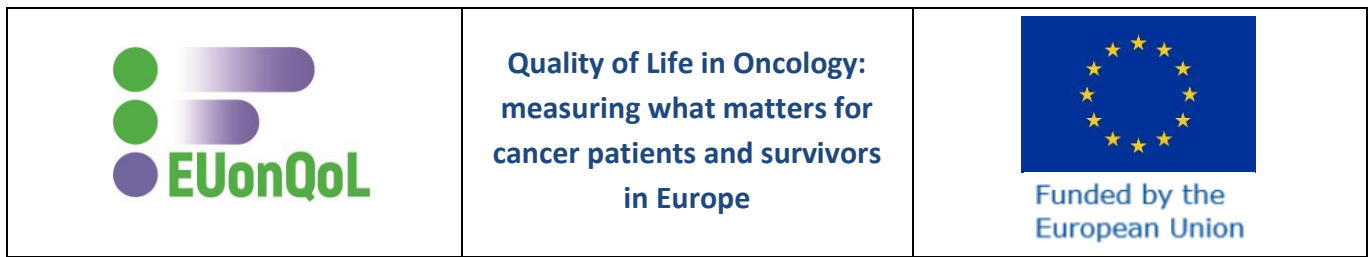 EUonQoL
Quality of Life in Oncology:
measuring what matters for
cancer patients and survivors
in Europe
Funded by the
European Union